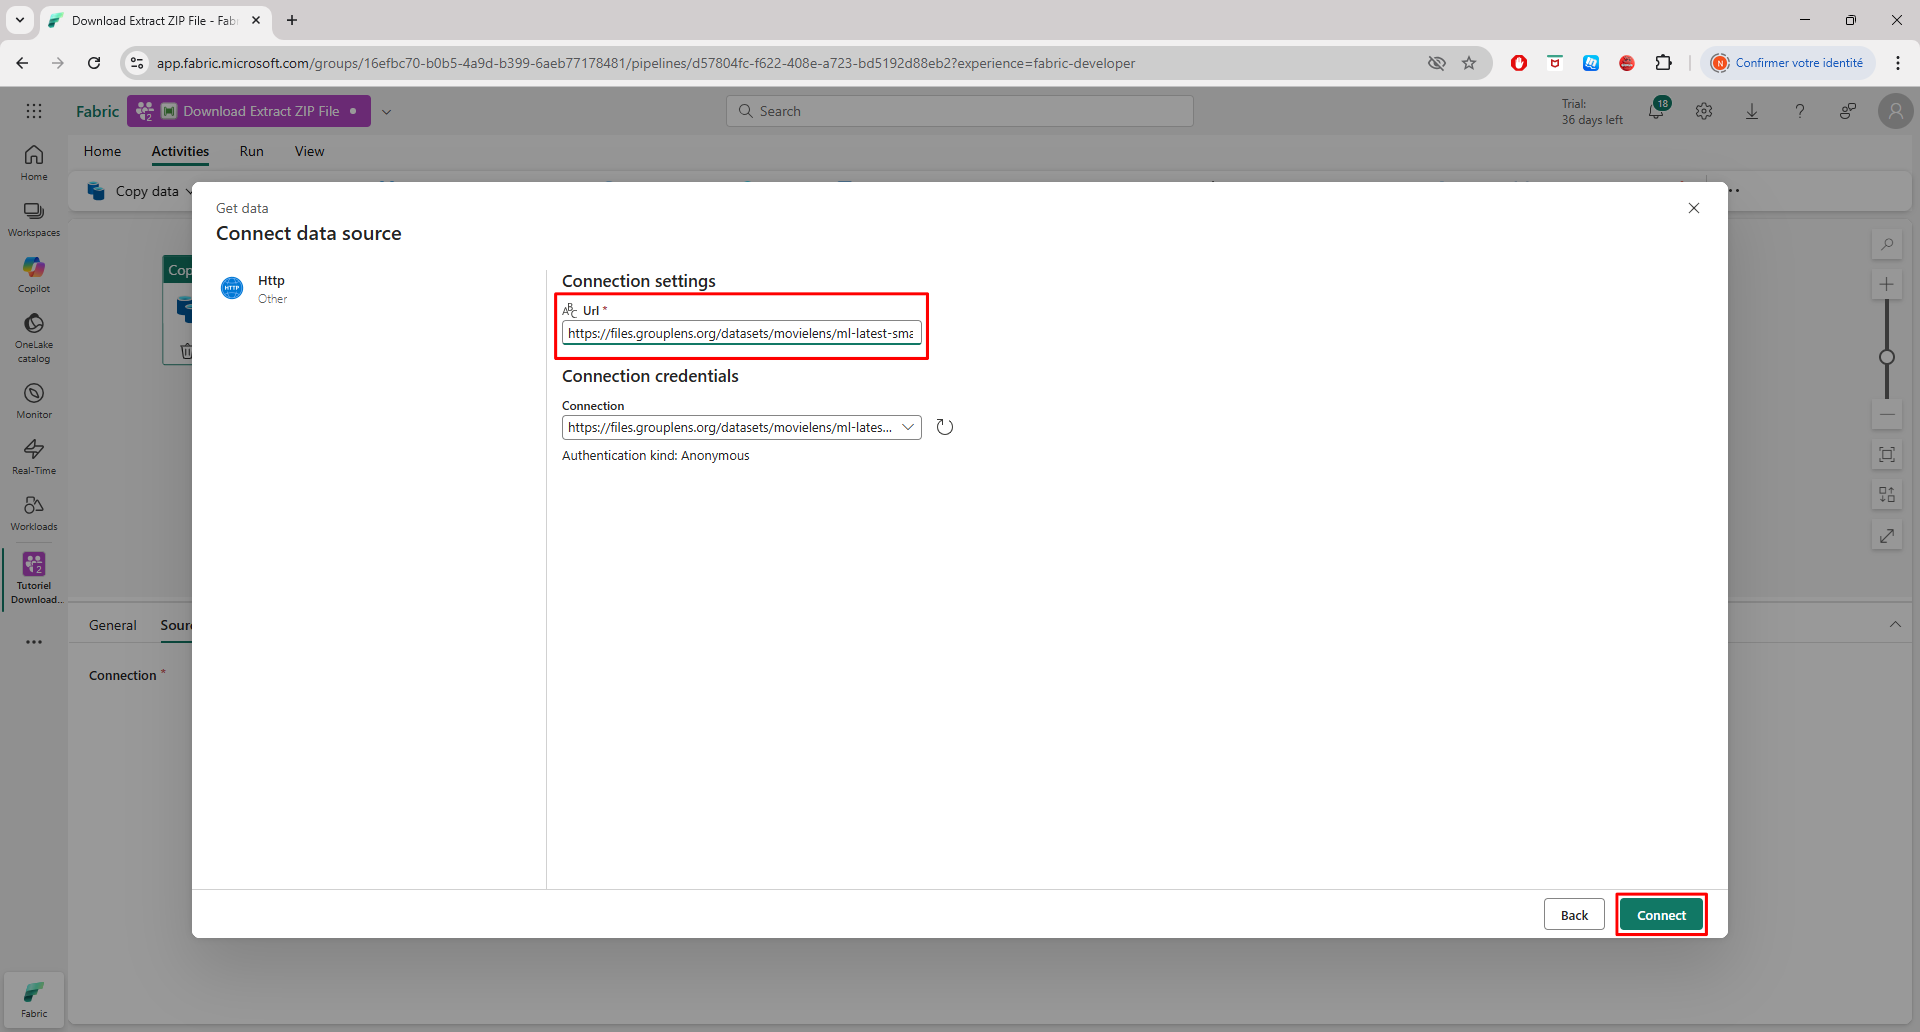 Download Extract ZIP File - Fab
app.fabric.microsoft.com/groups/16efbc70-b0b5-4a9d-b399-6aeb77178481/pipelines/d57804fc-f622-408e-a723-bd5192d88eb2?experience=fabric-developer
N
Confirmer votre identité
Fabric
2
Download Extract ZIP File
Search
Trial:
36 days left
18
Home
Activities
Run
View
Copy data
Home
Workspaces
Copilot
OneLake
catalog
Monitor
Real-Time
Workloads
2
Tutoriel
Download..
Fabric
Cop
Get data
Connect data source
HTTP
Http
Other
Connection settings
ABC Url *
https://files.grouplens.org/datasets/movielens/ml-latest-sma
Connection credentials
Connection
https://files.grouplens.org/datasets/movielens/ml-lates...
Authentication kind: Anonymous
Back
Connect
General
Sour
Connection *